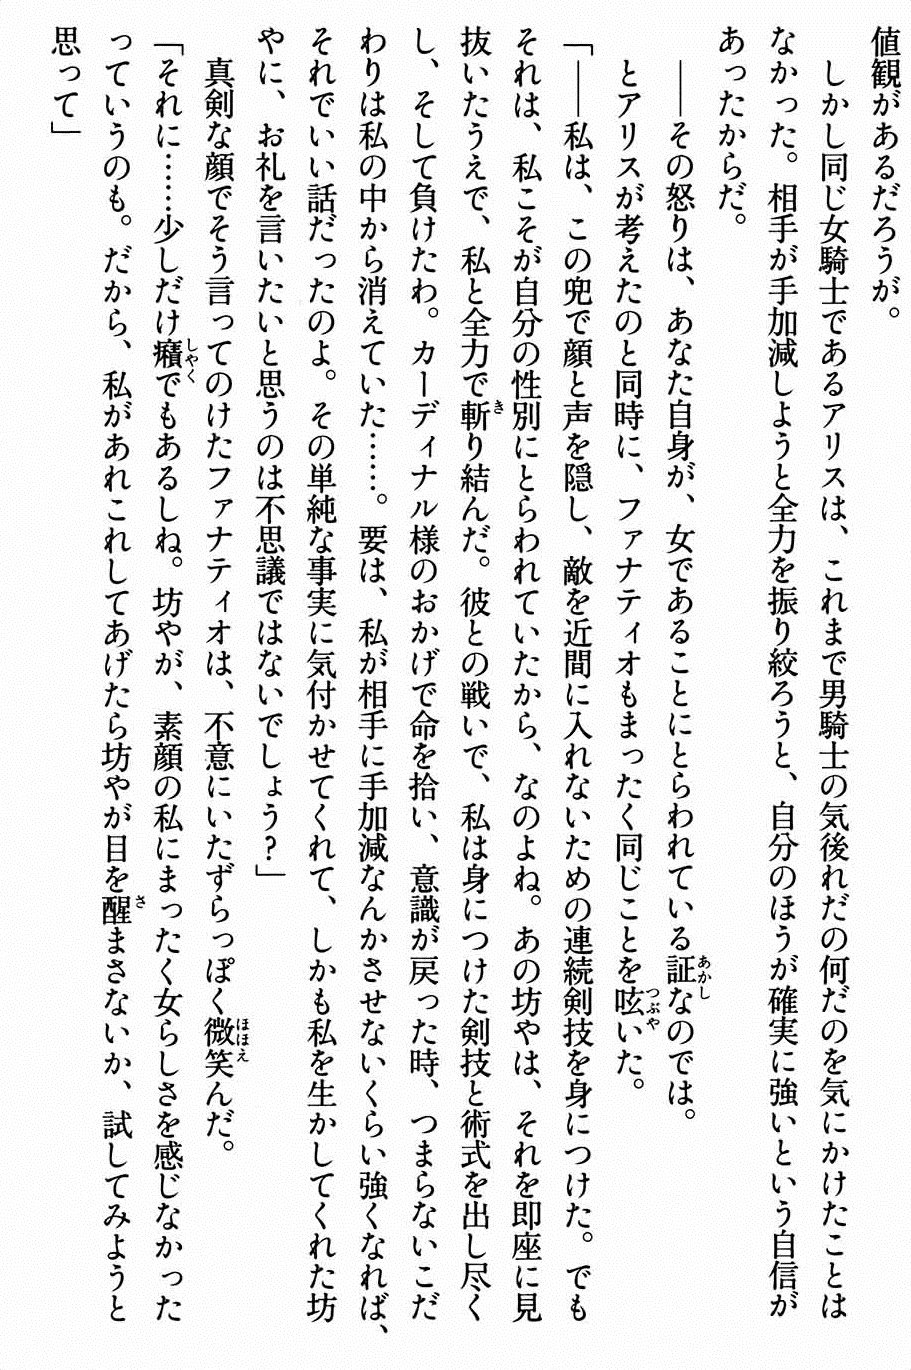 値観があるだろうが。
　しかし同じ女騎士であるアリスは、これまで男騎士の気後れだの何だのを気にかけたことは
なかった。相手が手加減しようと全力を振り絞ろうと、自分のほうが確実に強いという自信が
あったからだ。
　――その怒りは、あなた自身が、女であることにとらわれている証なのでは。
　とアリスが考えたのと同時に、ファナティオもまったく同じことを呟いた。
「――私は、この兜で顔と声を隠し、敵を近間に入れないための連続剣技を身につけた。でも
それは、私こそが自分の性別にとらわれていたから、なのよね。あの坊やは、それを即座に見
抜いたうえで、私と全力で斬り結んだ。彼との戦いで、私は身につけた剣技と術式を出し尽く
し、そして負けたわ。カーディナル様のおかげで命を拾い、意識が戻った時、つまらないこだ
わりは私の中から消えていた……。要は、私が相手に手加減なんかさせないくらい強くなれば、
それでいい話だったのよ。その単純な事実に気付かせてくれて、しかも私を生かしてくれた坊
やに、お礼を言いたいと思うのは不思議ではないでしょう？」
　真剣な顔でそう言ってのけたファナティオは、不意にいたずらっぽく微笑んだ。
「それに……少しだけ癪でもあるしね。坊やが、素顔の私にまったく女らしさを感じなかった
っていうのも。だから、私があれこれしてあげたら坊やが目を醒まさないか、試してみようと
思って」